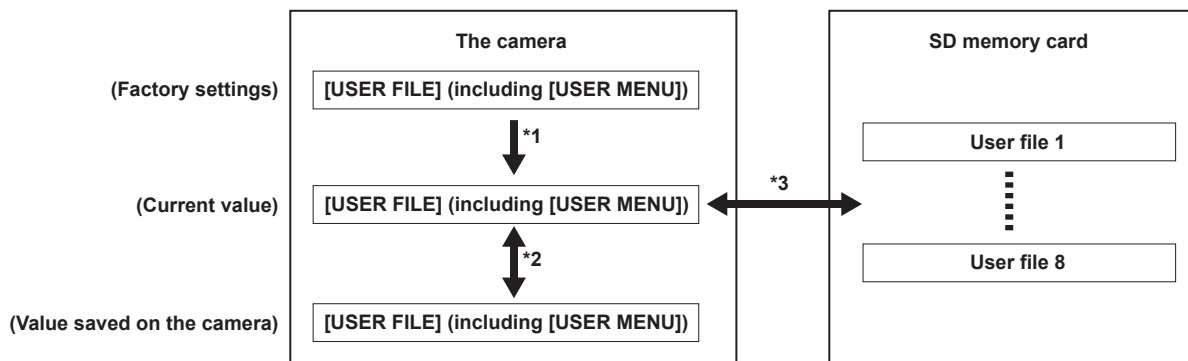 The camera
SD memory card
(Factory settings)
[USER FILE] (including [USER MENU])
*1
User file 1
*3
(Current value)
[USER FILE] (including [USER MENU])
*2
User file 8
(Value saved on the camera)
[USER FILE] (including [USER MENU])